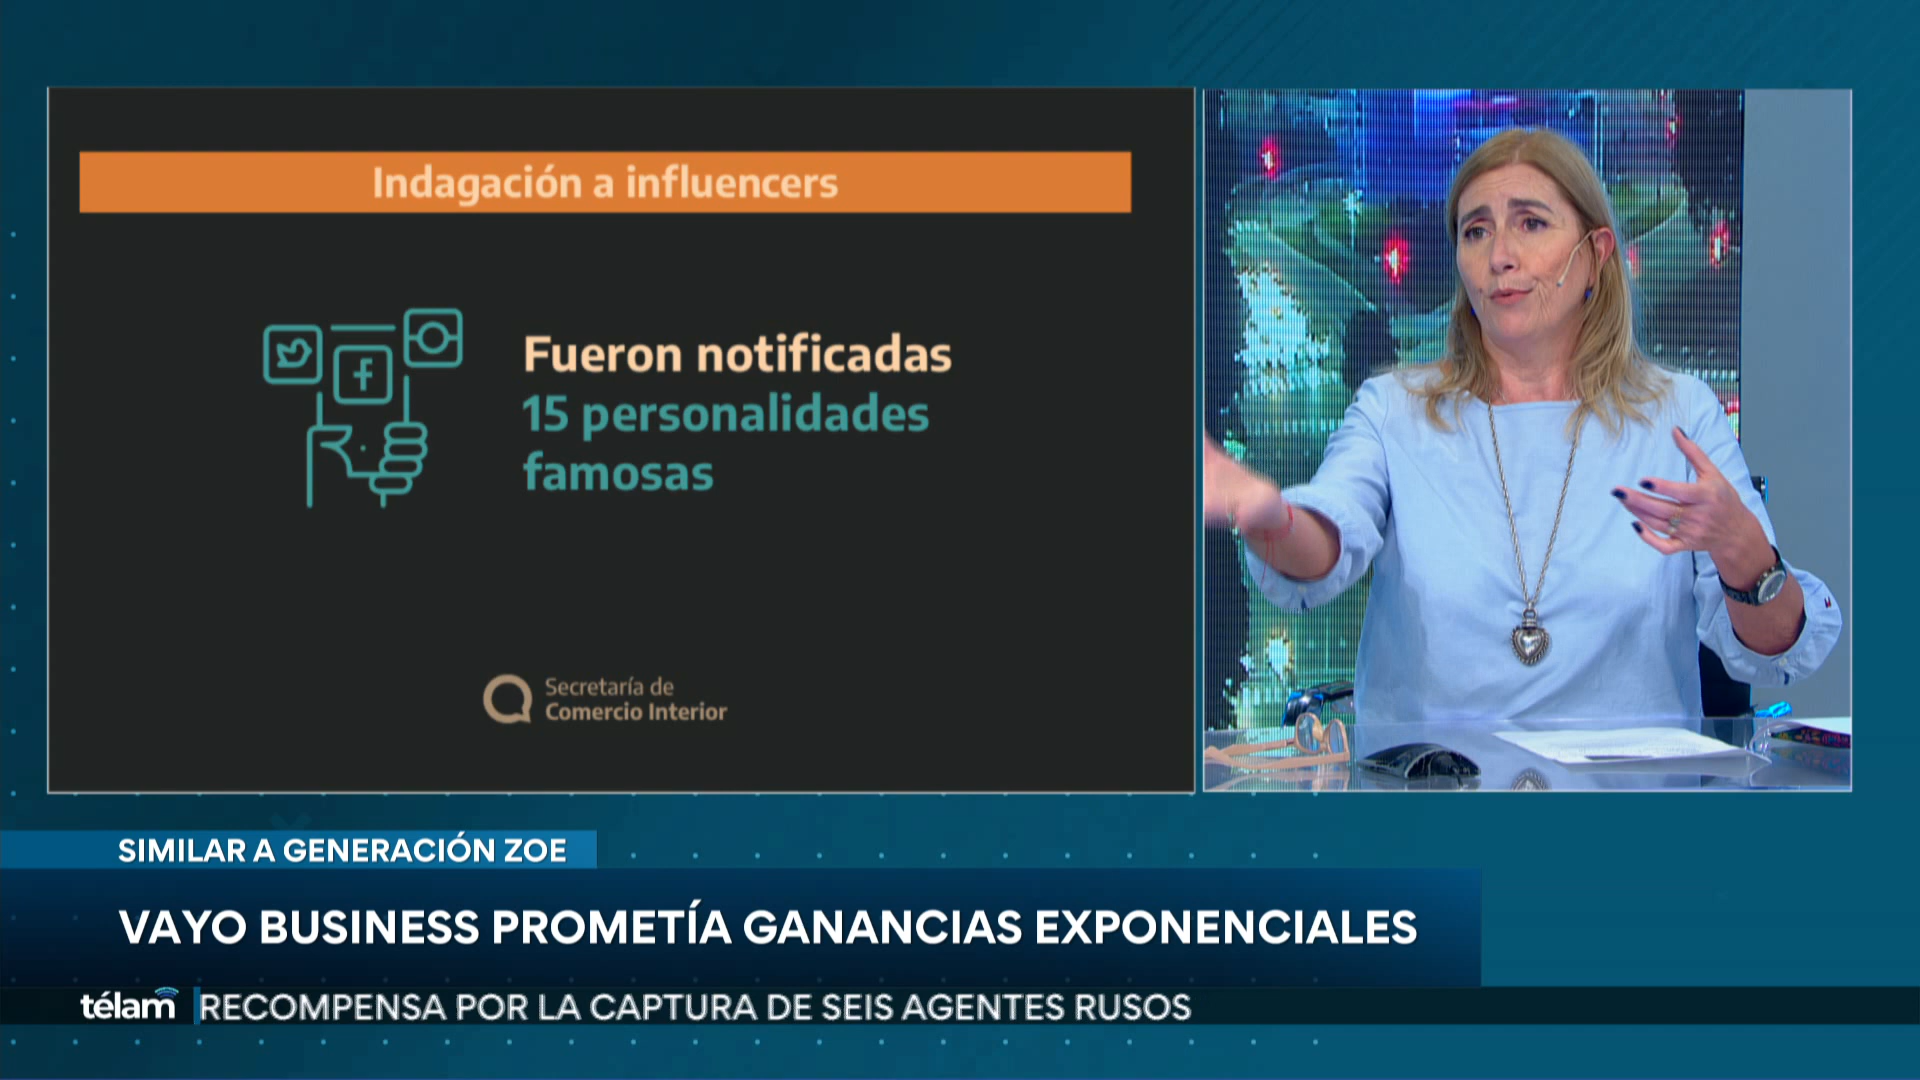 Indagación a influencers
Fueron notificadas
15 personalidades
famosas
Secretaría de
Comercio Interior
SIMILAR A GENERACIÓN ZOE
VAYO BUSINESS PROMETÍA GANANCIAS EXPONENCIALES
télam RECOMPENSA POR LA CAPTURA DE SEIS AGENTES RUSOS